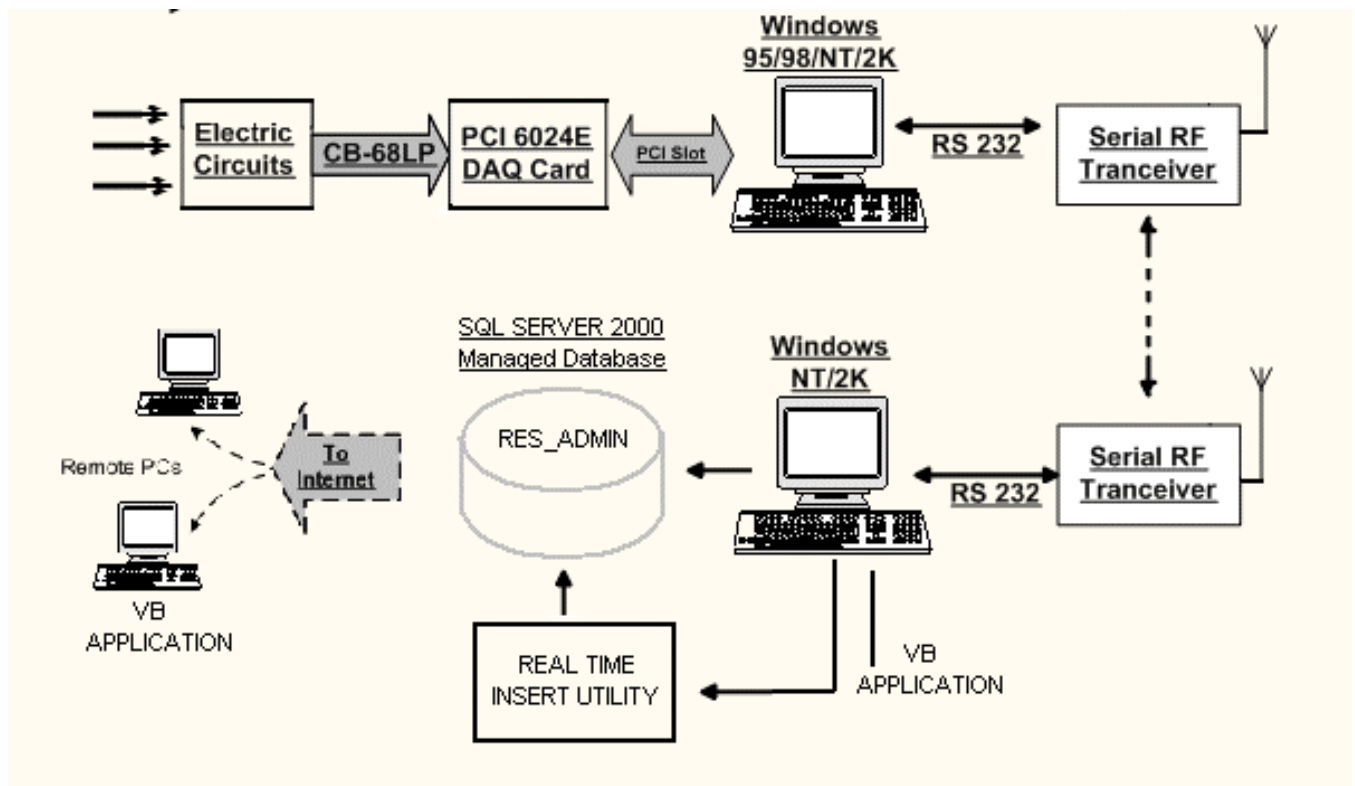 Windows
95/98/NT/2K
Electric
Circuits
CB-68LP
PCI 6024E
DAQ Card
PCI Slot
RS 232
Serial RF
Tranceiver
SQL SERVER 2000
Managed Database
RES_ADMIN
Windows
NT/2K
RS 232
Serial RF
Tranceiver
To
Internet
Remote PCs
VB
APPLICATION
REAL TIME
INSERT UTILITY
VB
APPLICATION